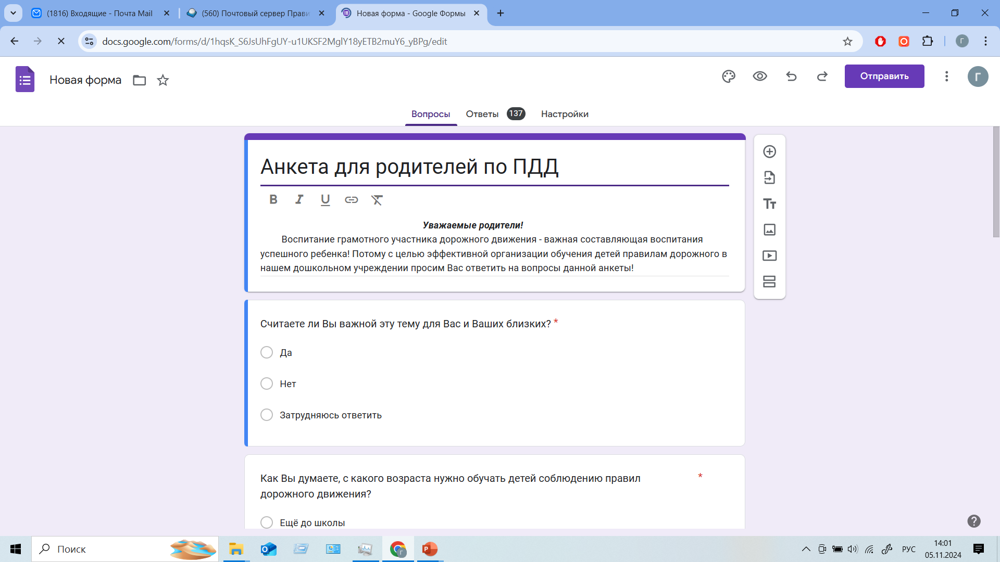 (1816) Входящие - Почта Mail
(560) Почтовый сервер Прави
Новая форма - Google Формы
docs.google.com/forms/d/1hqsK_S6JsUhFgUY-u1UKSF2MglY18yETB2muY6_yBPg/edit
Г
Новая форма
Отправить
Г
Вопросы
Ответы 137
Настройки
Анкета для родителей по ПДД
B I U
Уважаемые родители!
Воспитание грамотного участника дорожного движения - важная составляющая воспитания
успешного ребенка! Потому с целью эффективной организации обучения детей правилам дорожного в
нашем дошкольном учреждении просим Вас ответить на вопросы данной анкеты!
Tт
Считаете ли Вы важной эту тему для Вас и Ваших близких? *
Да
Нет
Затрудняюсь ответить
Как Вы думаете, с какого возраста нужно обучать детей соблюдению правил *
дорожного движения?
Ещё до школы
Поиск
РУС
14:01
05.11.2024